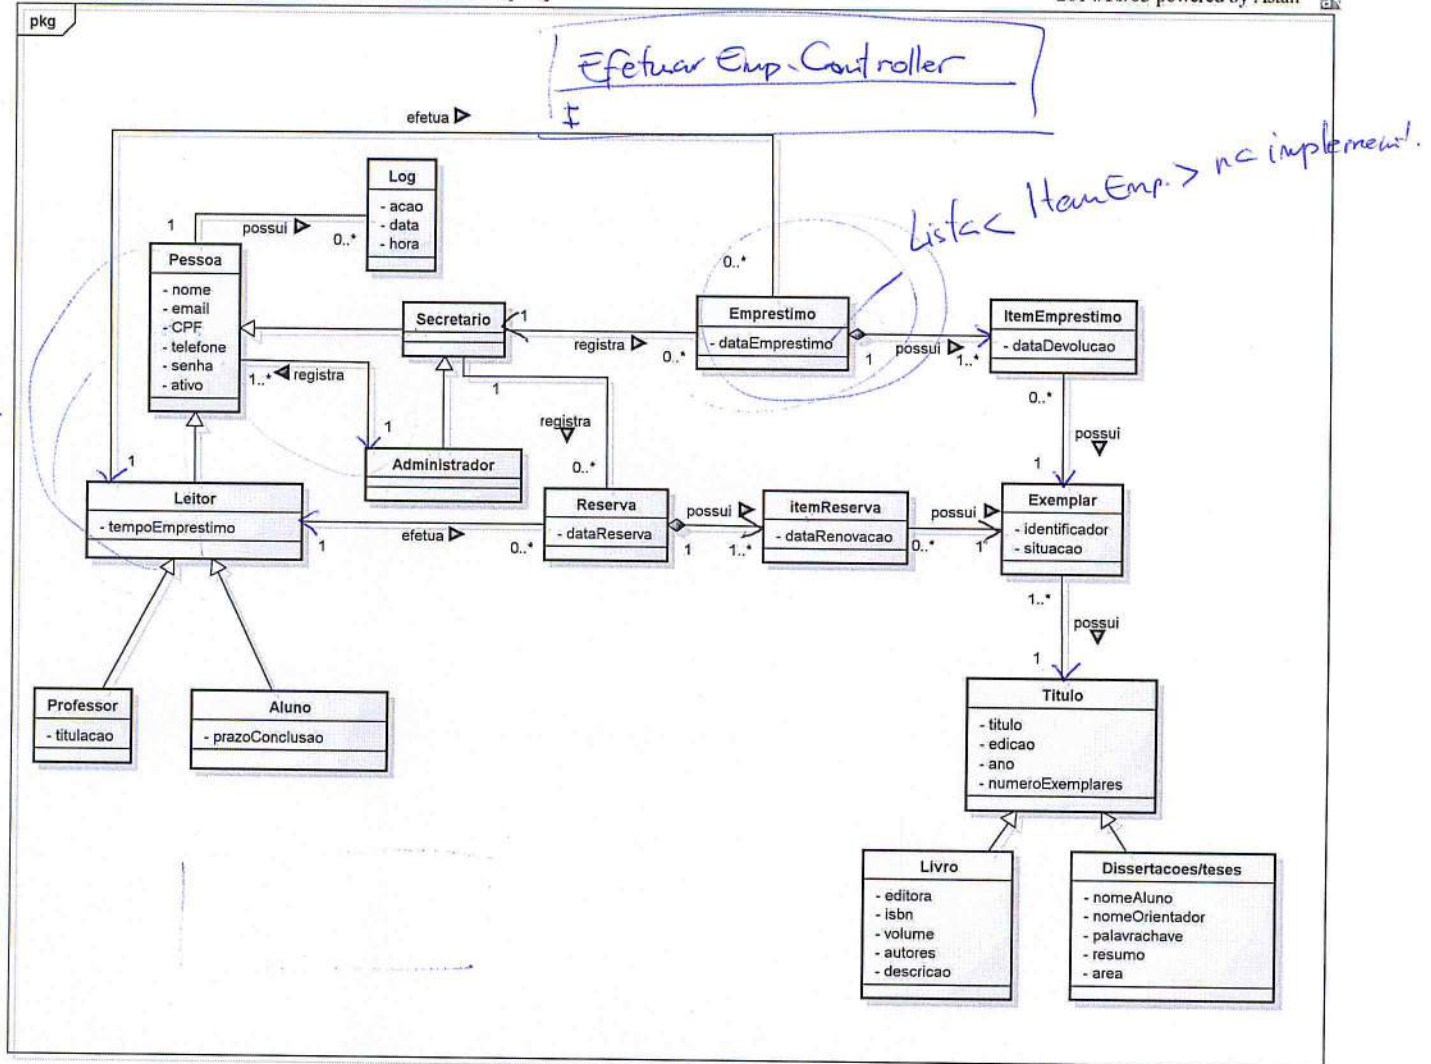 pkg
Efetuar Emp. Controller
efetua
Log
- acao
- data
- hora
1
possui
0..*
Lista< ItemEmp. > na implement.
Pessoa
- nome
- email
- CPF
- telefone
- senha
- ativo
Secretario
1
registra
0..*
0..*
Emprestimo
- dataEmprestimo
1
possui
1..*
ItemEmprestimo
- dataDevolucao
1..*
registra
1
Administrador
1
registra
0..*
0..*
possui
1
1
Leitor
- tempoEmprestimo
1
efetua
0..*
Reserva
- dataReserva
possui
1
1..*
itemReserva
- dataRenovacao
possui
0..*
1
Exemplar
- identificador
- situacao
1..*
possui
1
Professor
- titulacao
Aluno
- prazoConclusao
Titulo
- titulo
- edicao
- ano
- numeroExemplares
Livro
- editora
- isbn
- volume
- autores
- descricao
Dissertacoes/teses
- nomeAluno
- nomeOrientador
- palavrachave
- resumo
- area